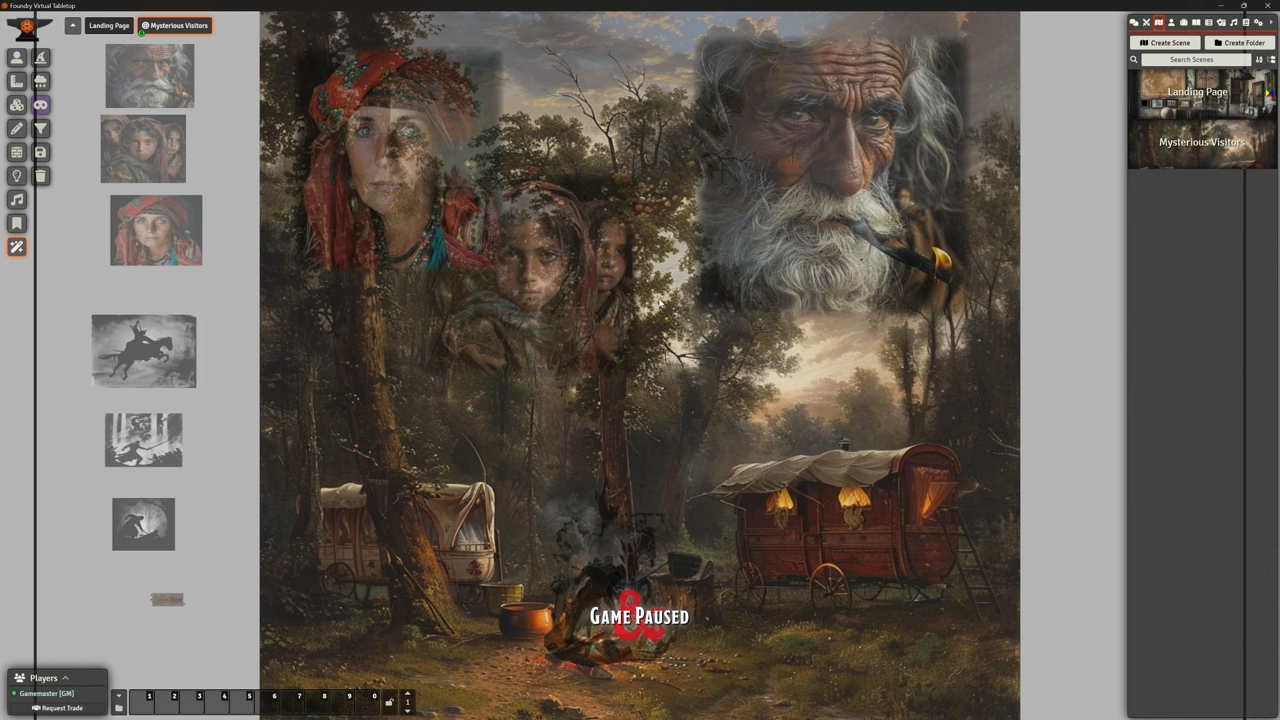 Foundry Virtual Tabletop
Landing Page
Mysterious Visitors
Create Scene
Create Folder
Search Scenes
Landing Page
Mysterious Visitors
GAME PAUSED
Players
Gamemaster [GM]
Request Trade
1 2 3 4 5 6 7 8 9 0
1